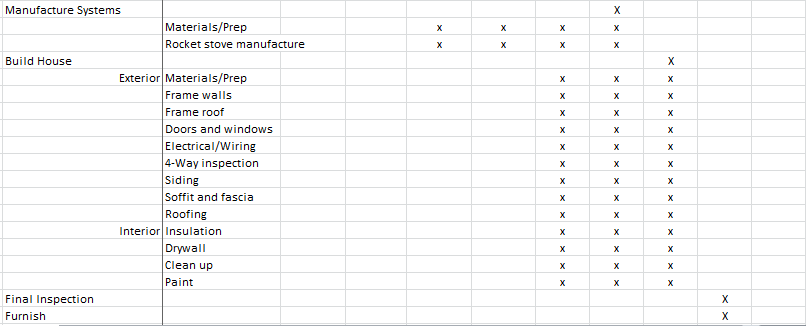 Manufacture Systems X
Materials/Prep x x x x
Rocket stove manufacture x x x x
Build House X
Exterior Materials/Prep x x x
Frame walls x x x
Frame roof x x x
Doors and windows x x x
Electrical/Wiring x x x
4-Way inspection x x x
Siding x x x
Soffit and fascia x x x
Roofing x x x
Interior Insulation x x x
Drywall x x x
Clean up x x x
Paint x x x
Final Inspection X
Furnish X